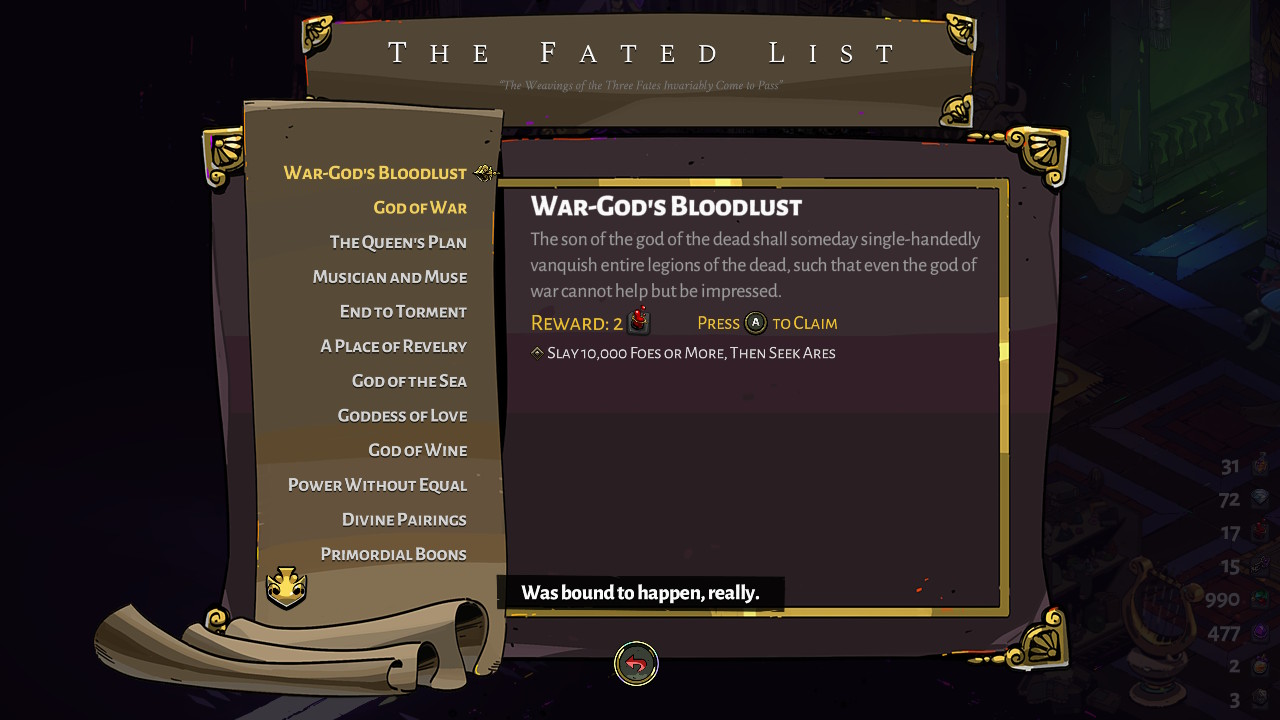 The Fated List
"The Weavings of the Three Fates Invariably Come to Pass"
War-God's Bloodlust
God of War
The Queen's Plan
Musician and Muse
End to Torment
A Place of Revelry
God of the Sea
Goddess of Love
God of Wine
Power Without Equal
Divine Pairings
Primordial Boons
War-God's Bloodlust
The son of the god of the dead shall someday single-handedly
vanquish entire legions of the dead, such that even the god of
war cannot help but be impressed.
Reward: 2 Press A to Claim
Slay 10,000 Foes or More, Then Seek Ares
Was bound to happen, really.
31
72
17
15
990
477
2
3